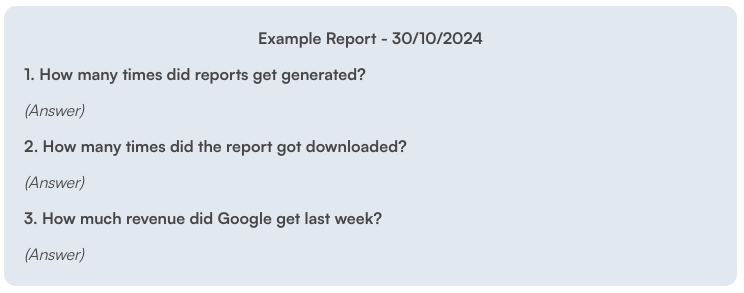 Example Report - 30/10/2024
1. How many times did reports get generated?
(Answer)
2. How many times did the report got downloaded?
(Answer)
3. How much revenue did Google get last week?
(Answer)